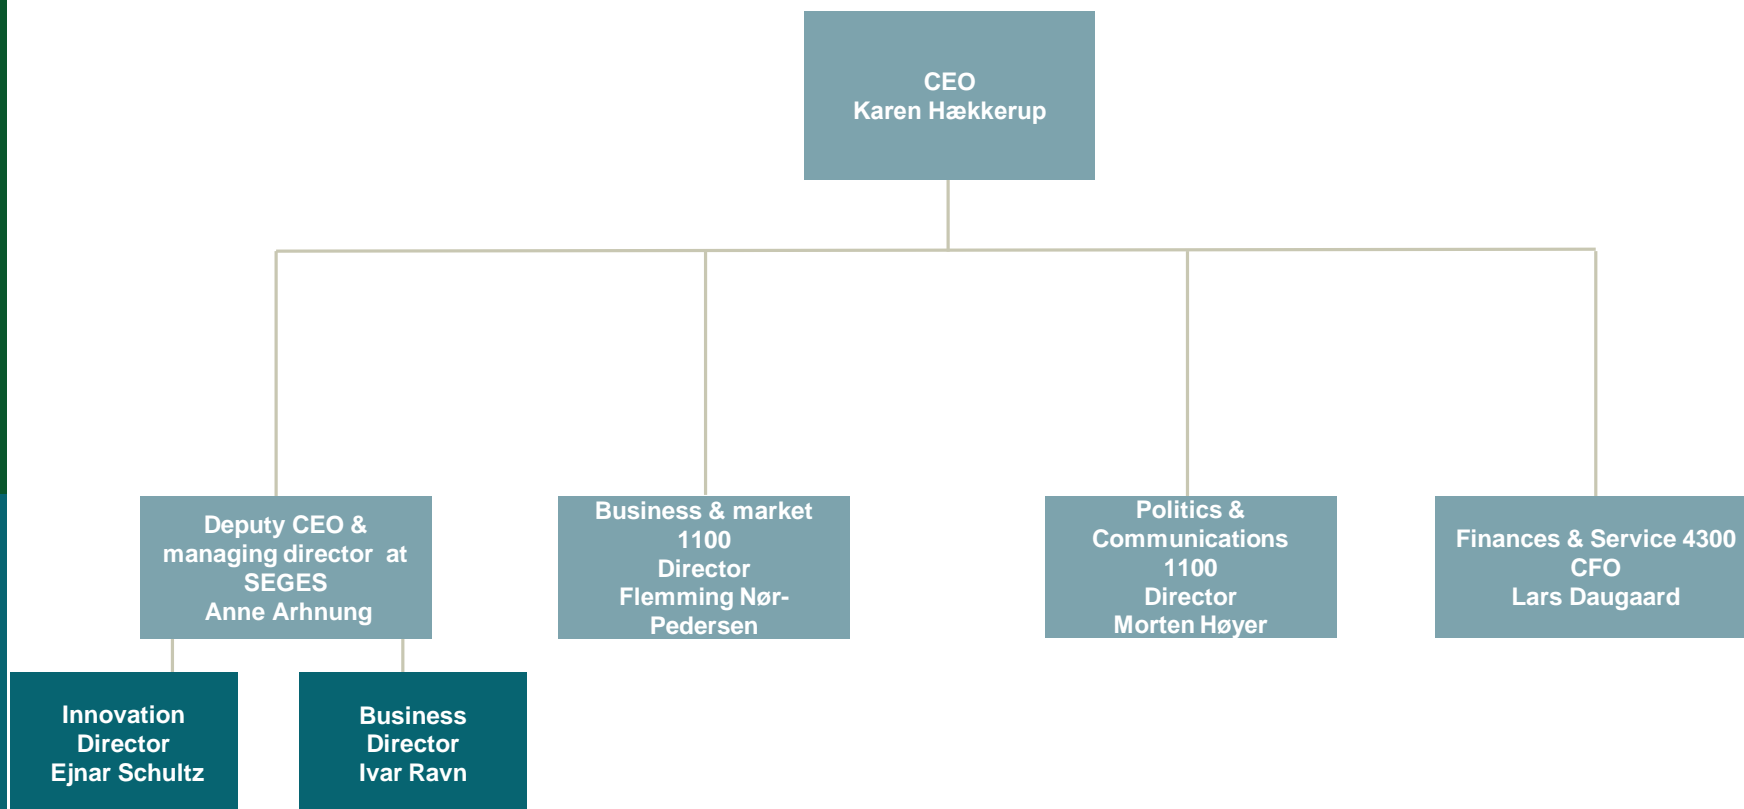 CEO
Karen Hækkerup
Deputy CEO &
managing director at
SEGES
Anne Arhnung
Business & market
1100
Director
Flemming Nør-
Pedersen
Politics &
Communications
1100
Director
Morten Høyer
Finances & Service 4300
CFO
Lars Daugaard
Innovation
Director
Ejnar Schultz
Business
Director
Ivar Ravn